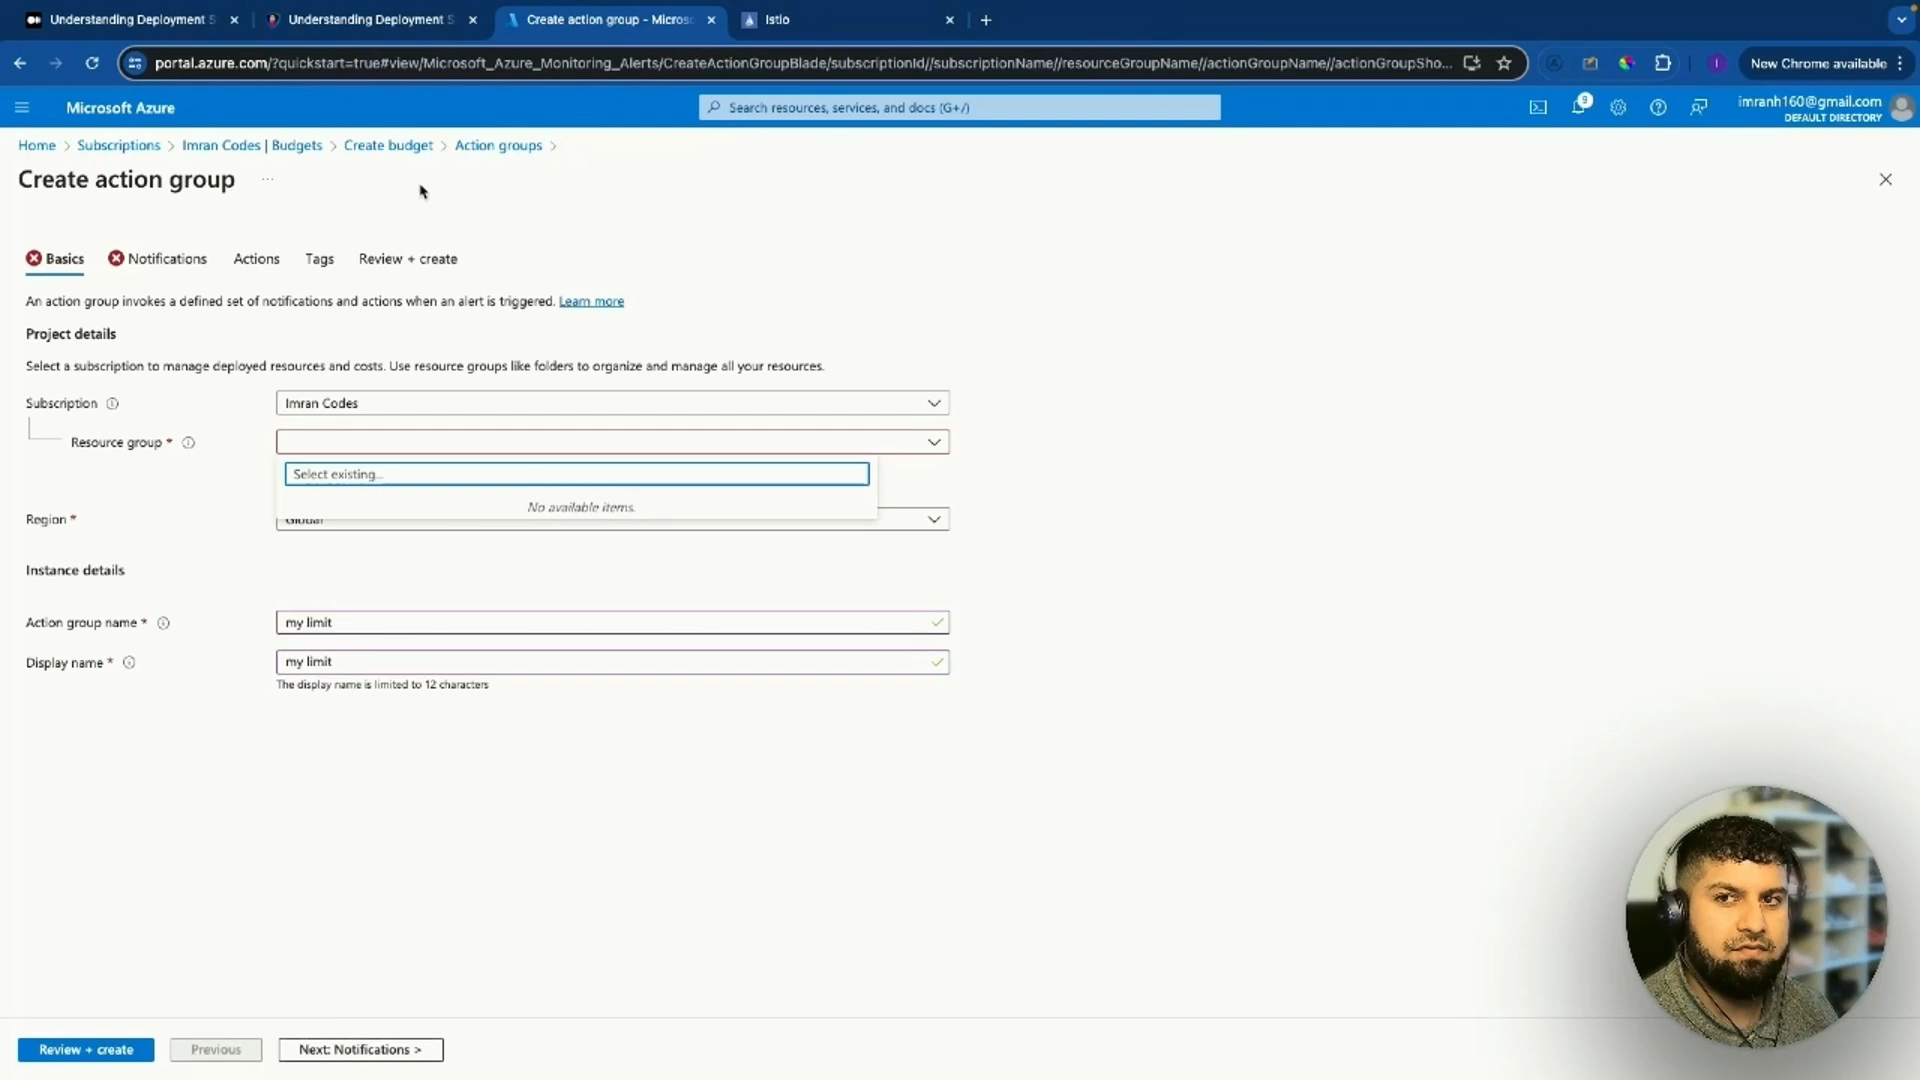 Understanding Deployment S
Understanding Deployment S
Create action group - Micros
Istio
portal.azure.com/?quickstart=true#view/Microsoft_Azure_Monitoring_Alerts/CreateActionGroupBlade/subscriptionId//subscriptionName//resourceGroupName//actionGroupName//actionGroupSho...
New Chrome available
Microsoft Azure
Search resources, services, and docs (G+/)
9
imranh160@gmail.com
DEFAULT DIRECTORY
Home > Subscriptions > Imran Codes | Budgets > Create budget > Action groups >
Create action group ...
Basics
Notifications
Actions
Tags
Review + create
An action group invokes a defined set of notifications and actions when an alert is triggered. Learn more
Project details
Select a subscription to manage deployed resources and costs. Use resource groups like folders to organize and manage all your resources.
Subscription
Imran Codes
Resource group *
Select existing...
No available items.
Region *
Global
Instance details
Action group name *
my limit
Display name *
my limit
The display name is limited to 12 characters
Review + create
Previous
Next: Notifications >